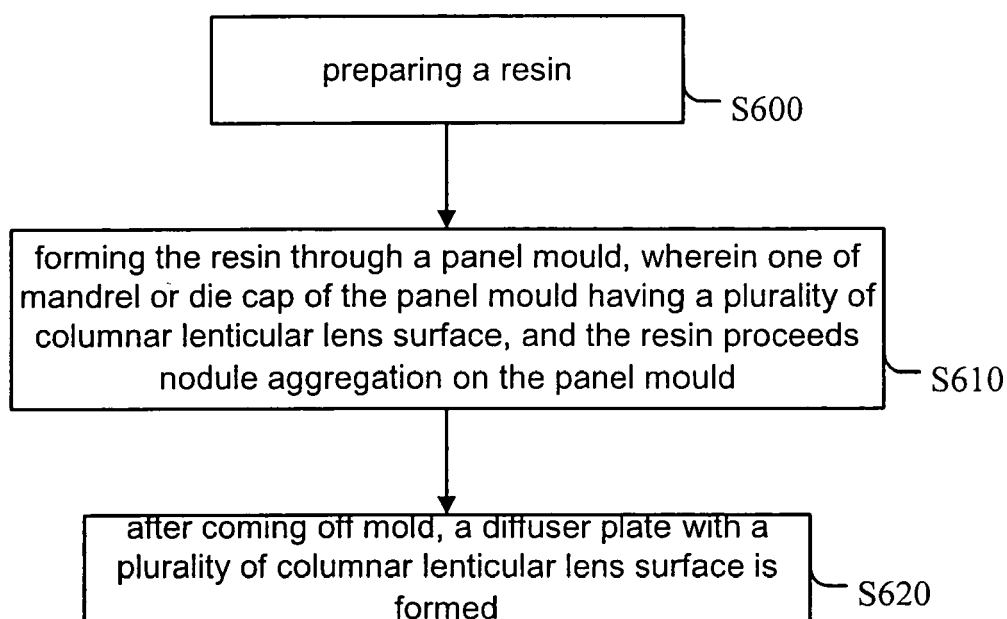 preparing a resin
S600
forming the resin through a panel mould, wherein one of
mandrel or die cap of the panel mould having a plurality of
columnar lenticular lens surface, and the resin proceeds
nodule aggregation on the panel mould
S610
after coming off mold, a diffuser plate with a
plurality of columnar lenticular lens surface is
formed
S620